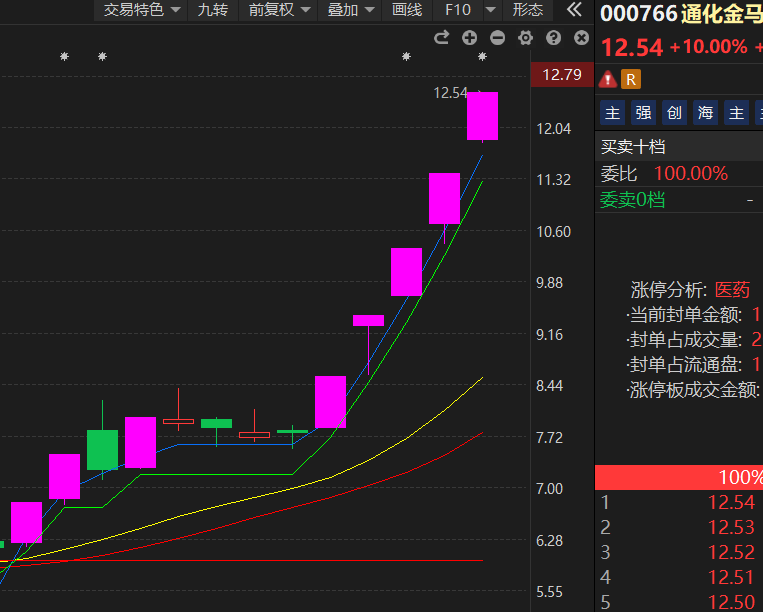 交易特色 九转 前复权 叠加 画线 F10 形态
000766 通化金马
12.54 +10.00% +
R
主 强 创 海 主
买卖十档
委比 100.00%
委卖0档 -
涨停分析: 医药
·当前封单金额: 1
·封单占成交量: 2
·封单占流通盘: 1
·涨停板成交金额:
100%
1 12.54
2 12.53
3 12.52
4 12.51
5 12.50
12.54
12.79
12.04
11.32
10.60
9.88
9.16
8.44
7.72
7.00
6.28
5.55